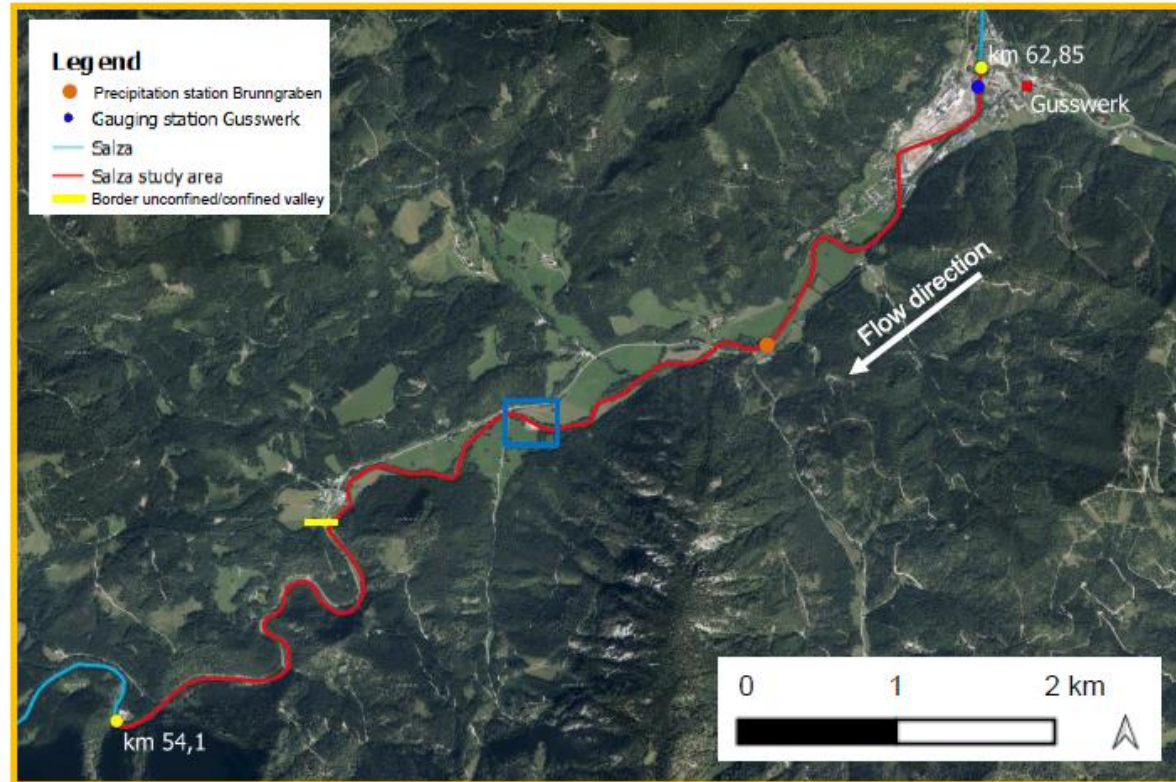 Legend
Precipitation station Brunngraben
Gauging station Gusswerk
Salza
Salza study area
Border unconfined/confined valley
km 62,85
Gusswerk
Flow direction
km 54,1
0 1 2 km